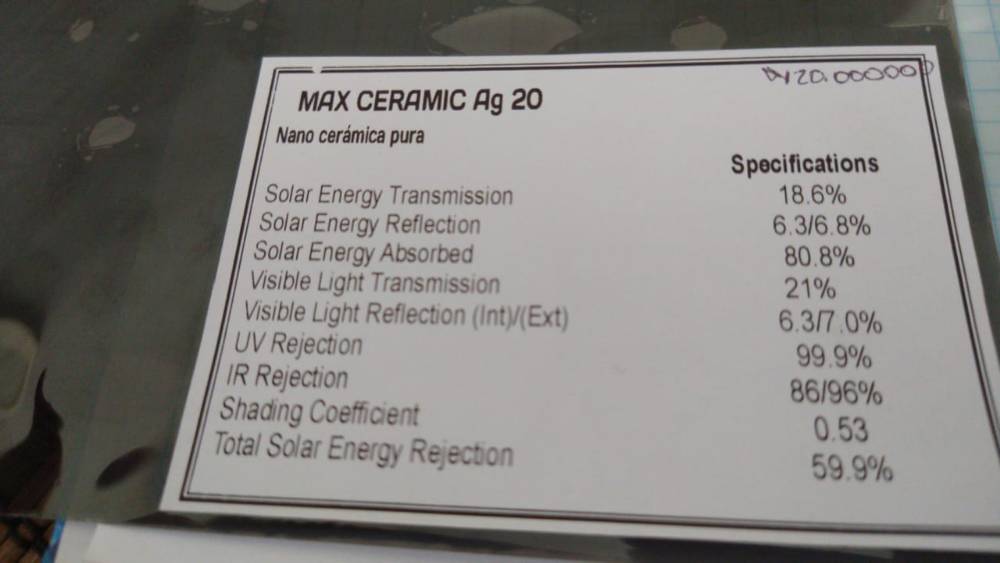 MAX CERAMIC Ag 20
Nano cerámica pura
Specifications
Solar Energy Transmission 18.6%
Solar Energy Reflection 6.3/6.8%
Solar Energy Absorbed 80.8%
Visible Light Transmission 21%
Visible Light Reflection (Int)/(Ext) 6.3/7.0%
UV Rejection 99.9%
IR Rejection 86/96%
Shading Coefficient 0.53
Total Solar Energy Rejection 59.9%